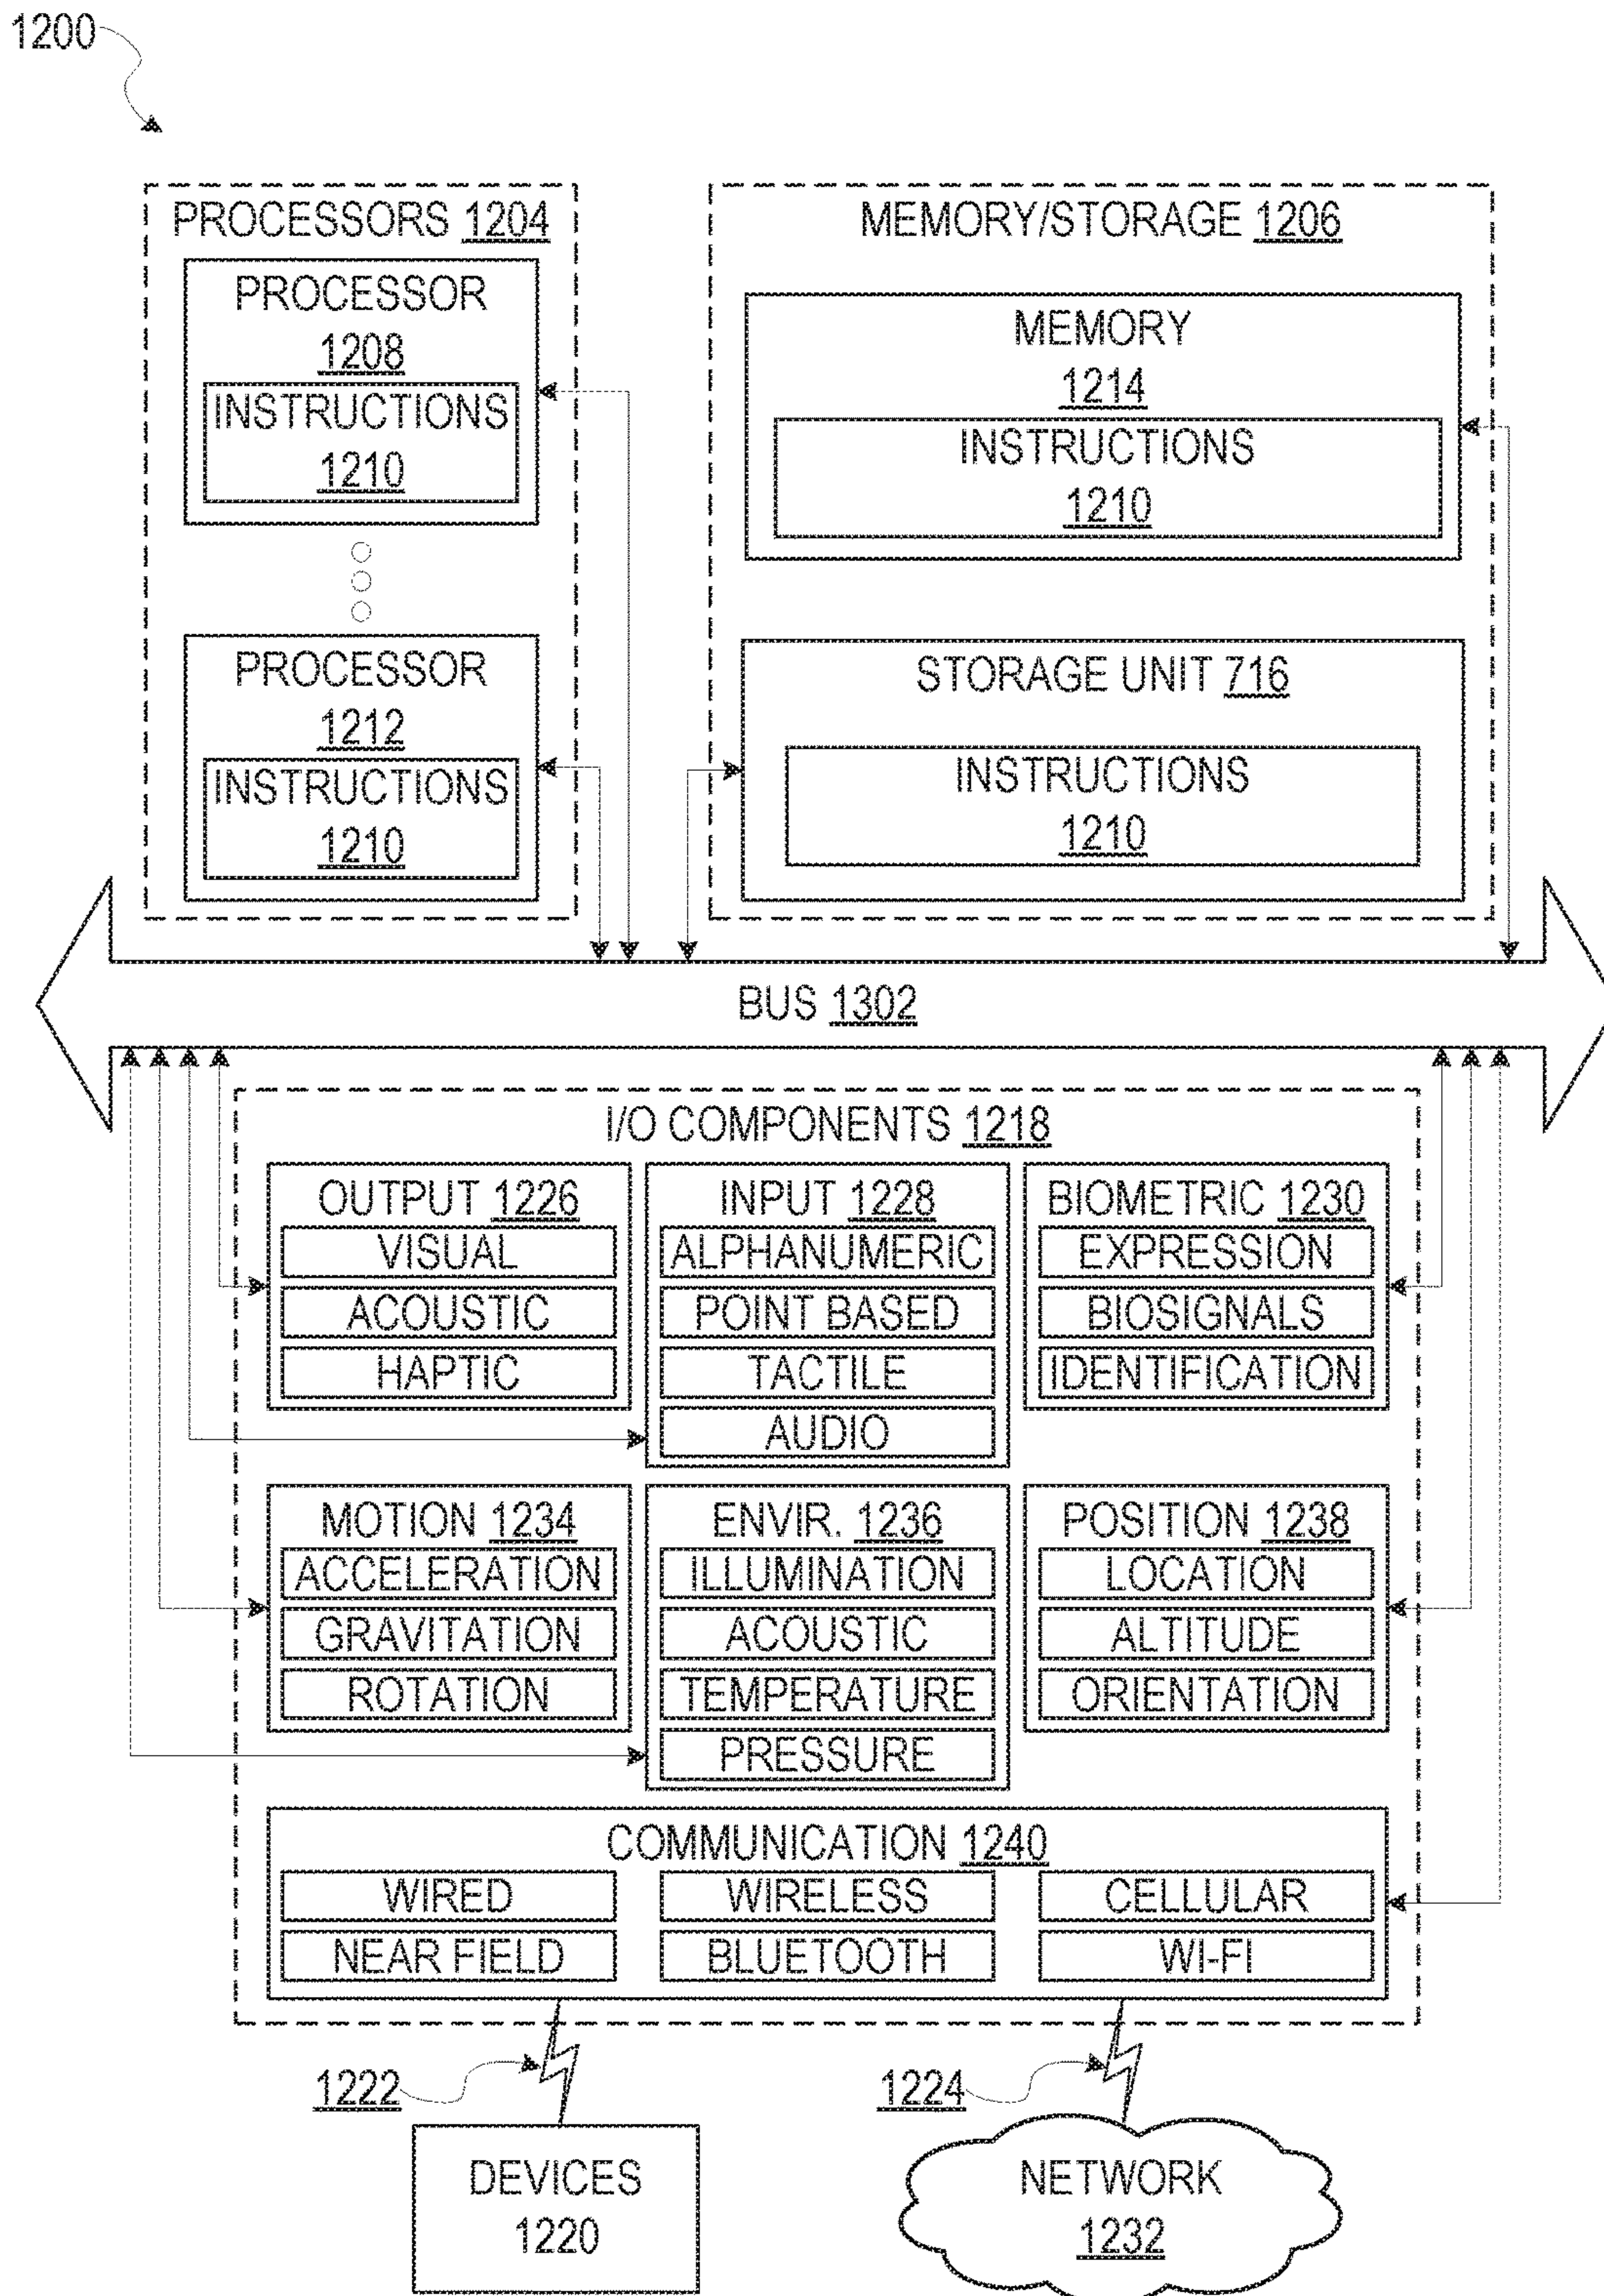 1200
PROCESSORS 1204
PROCESSOR
1208
INSTRUCTIONS
1210
PROCESSOR
1212
INSTRUCTIONS
1210
MEMORY/STORAGE 1206
MEMORY
1214
INSTRUCTIONS
1210
STORAGE UNIT 716
INSTRUCTIONS
1210
BUS 1302
I/O COMPONENTS 1218
OUTPUT 1226
VISUAL
ACOUSTIC
HAPTIC
INPUT 1228
ALPHANUMERIC
POINT BASED
TACTILE
AUDIO
BIOMETRIC 1230
EXPRESSION
BIOSIGNALS
IDENTIFICATION
MOTION 1234
ACCELERATION
GRAVITATION
ROTATION
ENVIR. 1236
ILLUMINATION
ACOUSTIC
TEMPERATURE
PRESSURE
POSITION 1238
LOCATION
ALTITUDE
ORIENTATION
COMMUNICATION 1240
WIRED
WIRELESS
CELLULAR
NEAR FIELD
BLUETOOTH
WI-FI
1222
1224
DEVICES
1220
NETWORK
1232